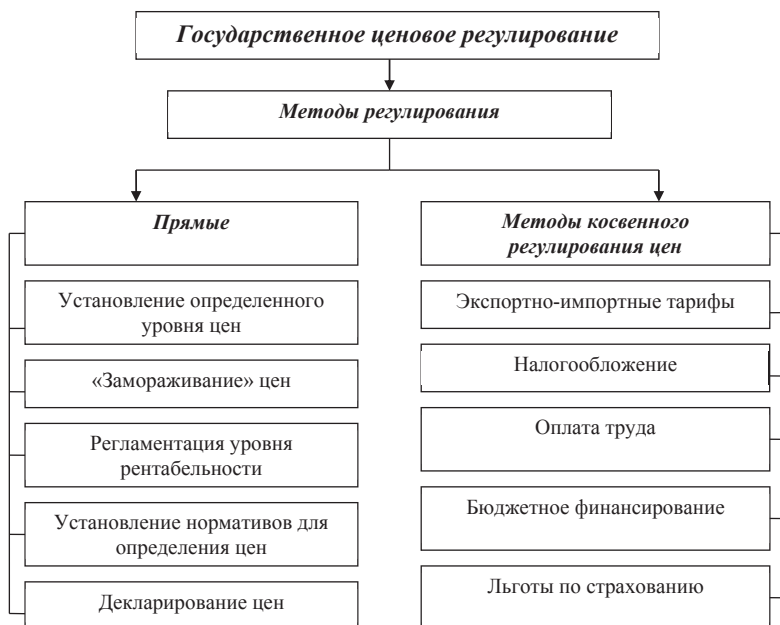 Государственное ценовое регулирование
Методы регулирования
Прямые
Установление определенного
уровня цен
«Замораживание» цен
Регламентация уровня
рентабельности
Установление нормативов для
определения цен
Декларирование цен
Методы косвенного
регулирования цен
Экспортно-импортные тарифы
Налогообложение
Оплата труда
Бюджетное финансирование
Льготы по страхованию